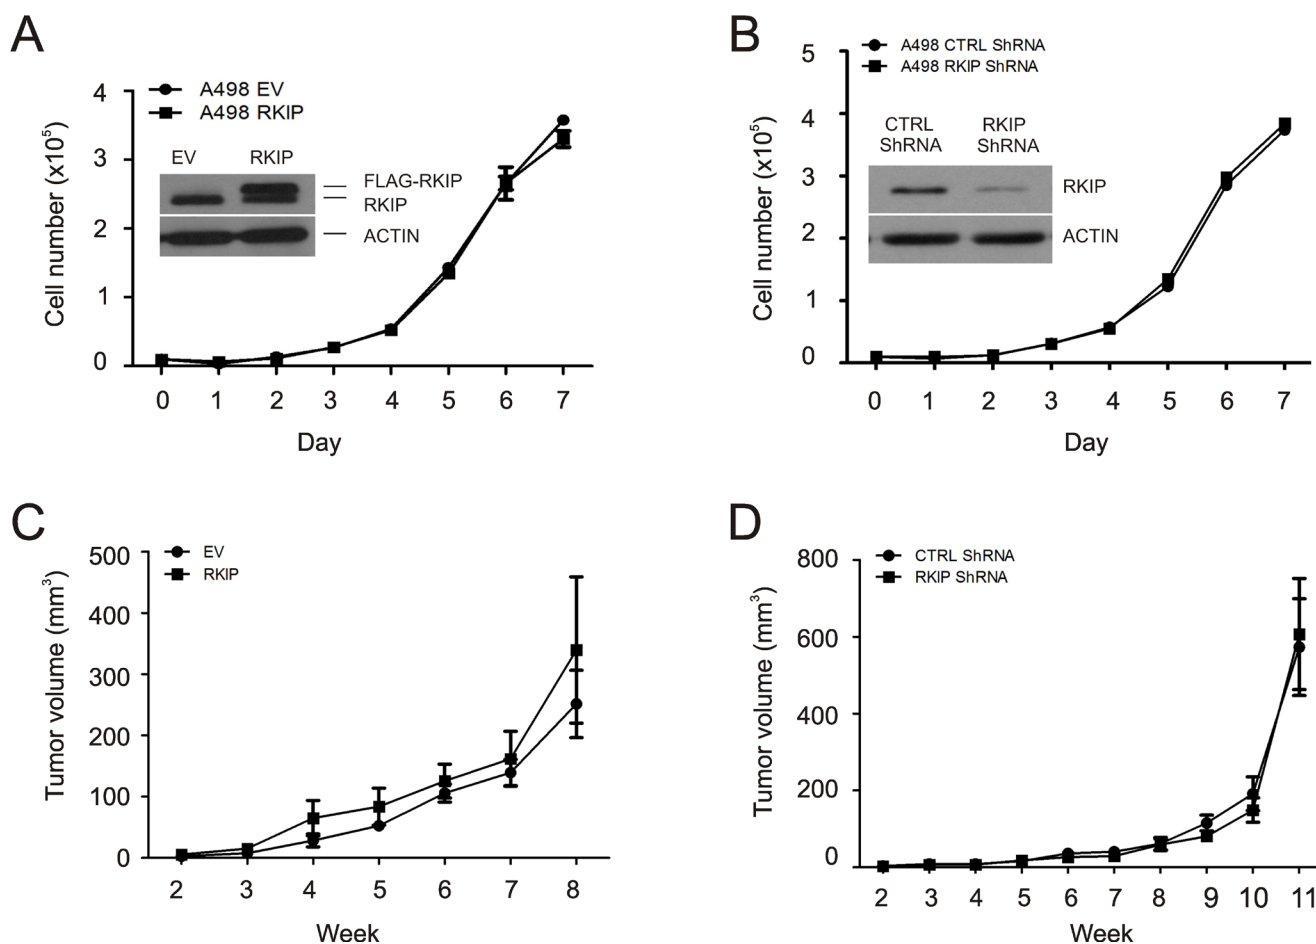 A
A498 EV
A498 RKIP
EV RKIP
FLAG-RKIP
RKIP
ACTIN
Cell number (x10⁵)
4
3
2
1
0
0 1 2 3 4 5 6 7
Day
B
A498 CTRL ShRNA
A498 RKIP ShRNA
CTRL RKIP
ShRNA ShRNA
RKIP
ACTIN
Cell number (x10⁵)
5
4
3
2
1
0
0 1 2 3 4 5 6 7
Day
C
EV
RKIP
Tumor volume (mm³)
500
400
300
200
100
0
2 3 4 5 6 7 8
Week
D
CTRL ShRNA
RKIP ShRNA
Tumor volume (mm³)
800
600
400
200
0
2 3 4 5 6 7 8 9 10 11
Week